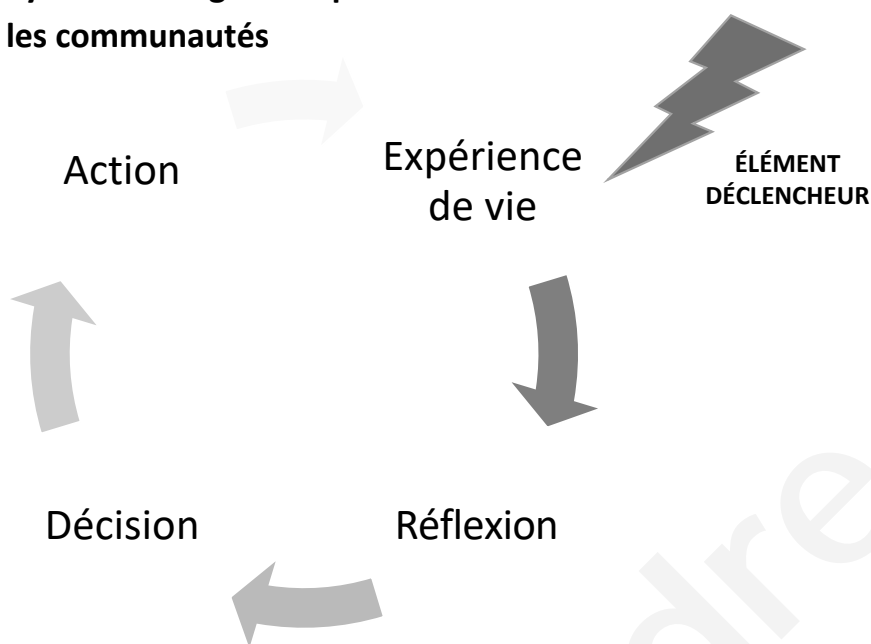 les communautés
Action
Expérience
de vie
ÉLÉMENT
DÉCLENCHEUR
Décision
Réflexion